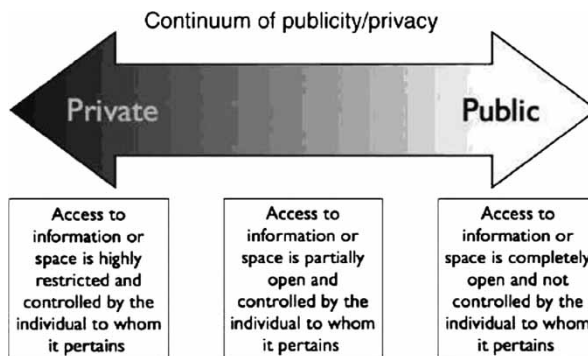 Continuum of publicity/privacy
Private
Public
Access to
information or
space is highly
restricted and
controlled by the
individual to whom
it pertains
Access to
information or
space is partially
open and
controlled by the
individual to whom
it pertains
Access to
information or
space is completely
open and not
controlled by the
individual to whom
it pertains